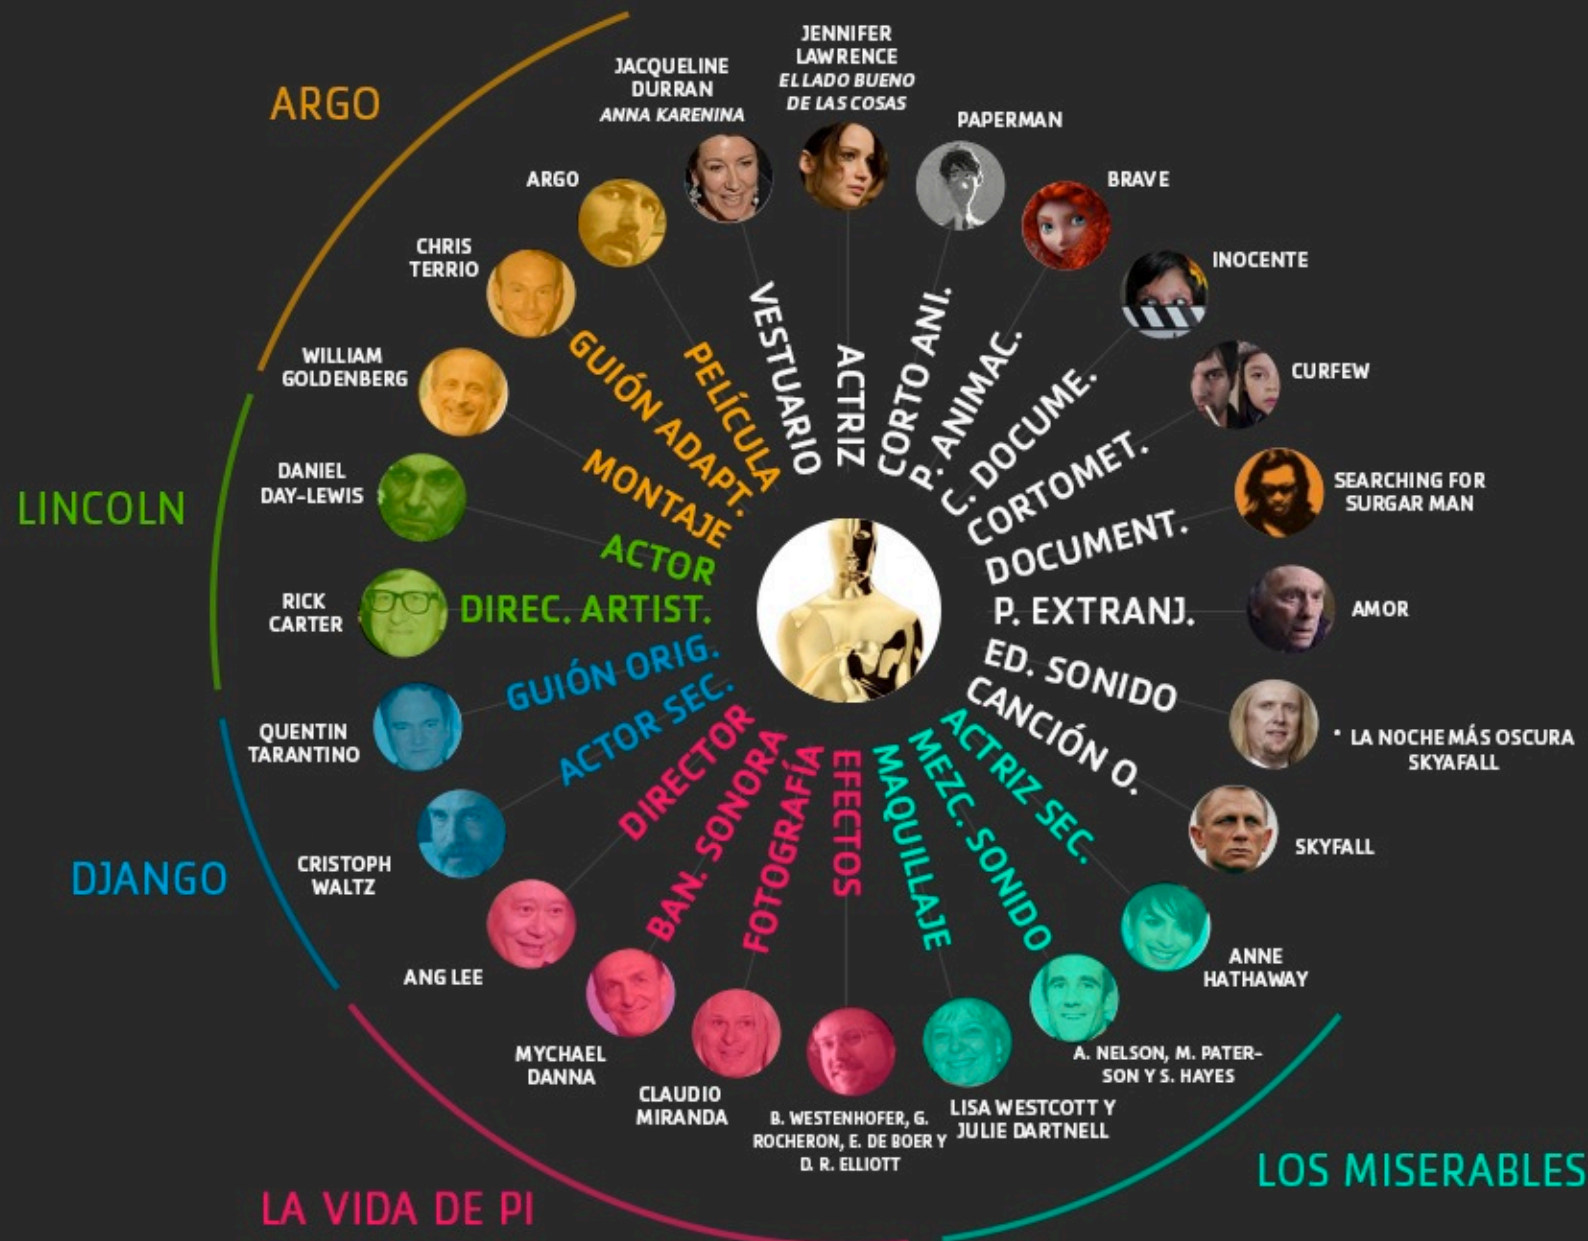 ARGO
LINCOLN
DJANGO
LA VIDA DE PI
LOS MISERABLES
JENNIFER
LAWRENCE
EL LADO BUENO
DE LAS COSAS
ACTRIZ
PAPERMAN
CORTO ANI.
BRAVE
P. ANIMAC.
INOCENTE
C. DOCUME.
CURFEW
CORTOMET.
SEARCHING FOR
SURGAR MAN
DOCUMENT.
AMOR
P. EXTRANJ.
• LA NOCHE MÁS OSCURA
SKYAFALL
ED. SONIDO
SKYFALL
CANCIÓN O.
ANNE
HATHAWAY
ACTRIZ SEC.
A. NELSON, M. PATER-
SON Y S. HAYES
MEZC. SONIDO
LISA WESTCOTT Y
JULIE DARTNELL
MAQUILLAJE
B. WESTENHOFER, G.
ROCHERON, E. DE BOER Y
D. R. ELLIOTT
EFECTOS
CLAUDIO
MIRANDA
FOTOGRAFÍA
MYCHAEL
DANNA
BAN. SONORA
ANG LEE
DIRECTOR
CRISTOPH
WALTZ
ACTOR SEC.
QUENTIN
TARANTINO
GUIÓN ORIG.
RICK
CARTER
DIREC. ARTIST.
DANIEL
DAY-LEWIS
ACTOR
WILLIAM
GOLDENBERG
MONTAJE
CHRIS
TERRIO
GUIÓN ADAPT.
ARGO
PELÍCULA
JACQUELINE
DURRAN
ANNA KARENINA
VESTUARIO